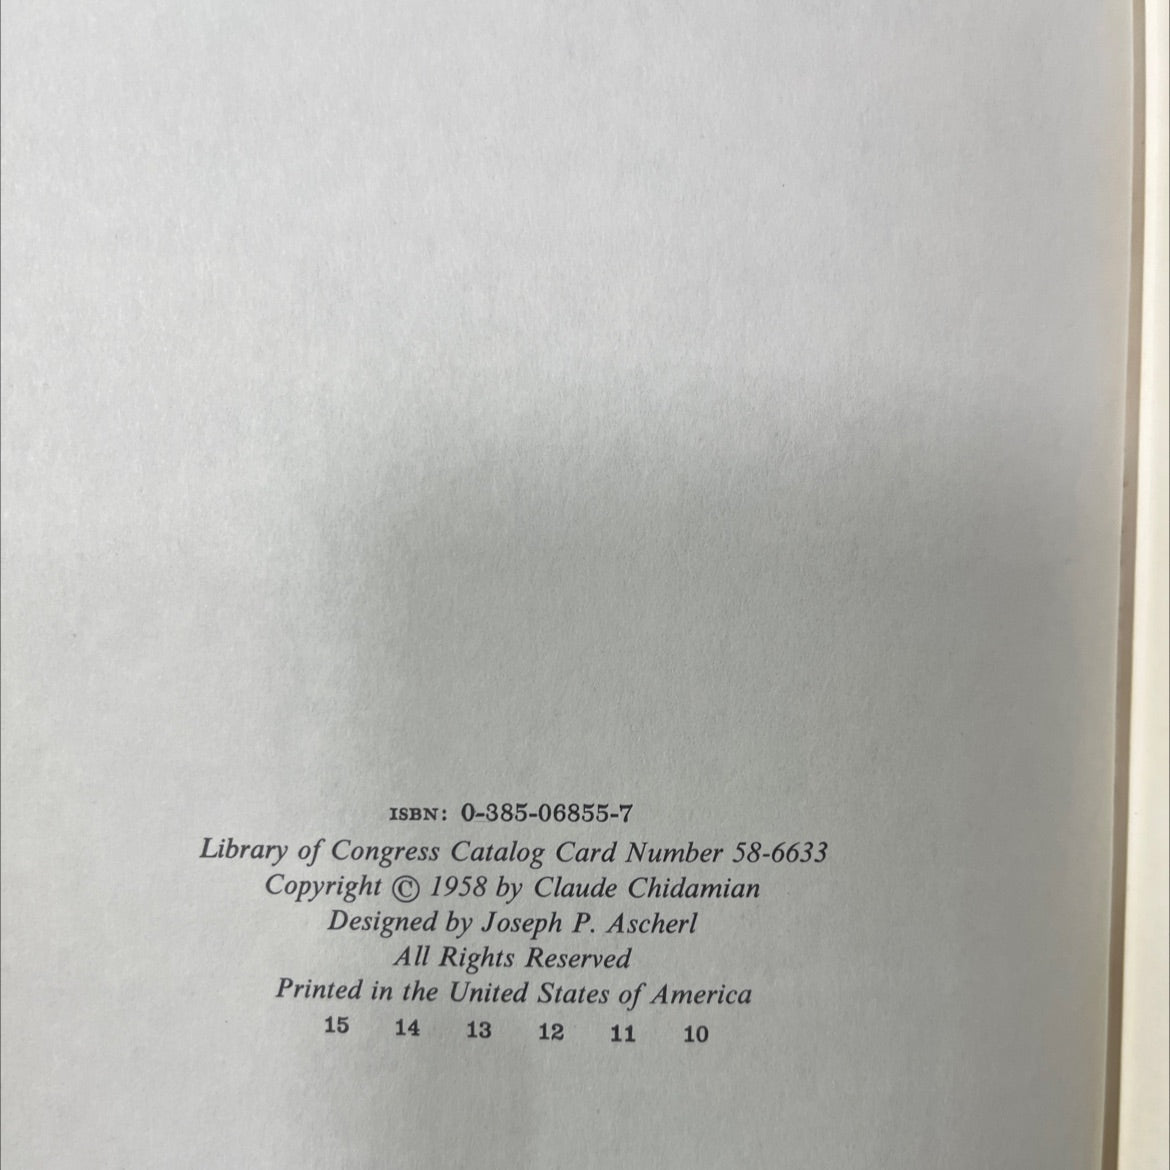 ISBN: 0-385-06855-7
Library of Congress Catalog Card Number 58-6633
Copyright © 1958 by Claude Chidamian
Designed by Joseph P. Ascherl
All Rights Reserved
Printed in the United States of America
15 14 13 12 11 10